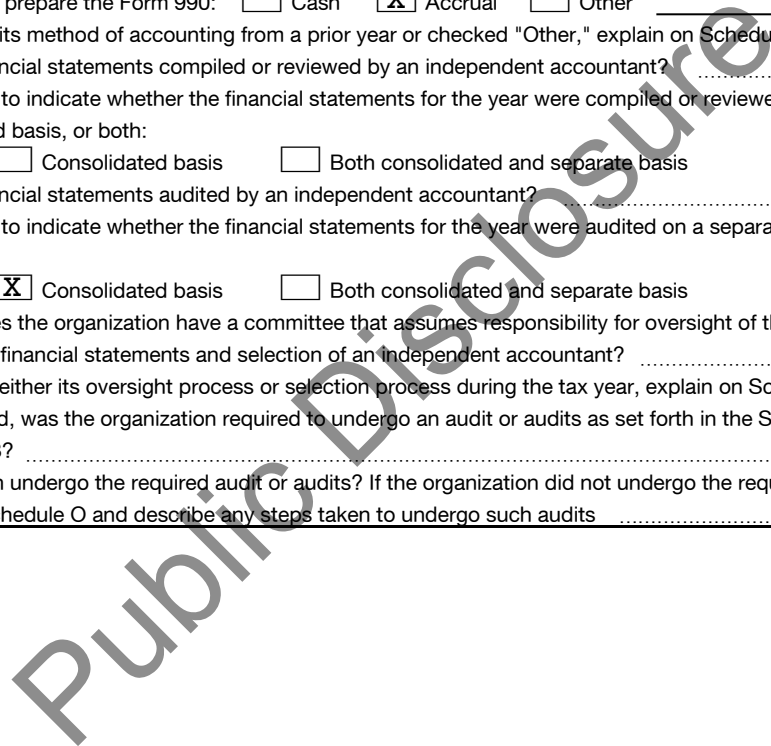 prepare the Form 990: Cash X Accrual Other
its method of accounting from a prior year or checked "Other," explain on Schedu
ncial statements compiled or reviewed by an independent accountant?
to indicate whether the financial statements for the year were compiled or reviewe
d basis, or both:
Consolidated basis Both consolidated and separate basis
ncial statements audited by an independent accountant?
to indicate whether the financial statements for the year were audited on a separa
X Consolidated basis Both consolidated and separate basis
es the organization have a committee that assumes responsibility for oversight of t
financial statements and selection of an independent accountant?
either its oversight process or selection process during the tax year, explain on Sc
d, was the organization required to undergo an audit or audits as set forth in the
?
n undergo the required audit or audits? If the organization did not undergo the requ
hedule O and describe any steps taken to undergo such audits
Public Disclosure